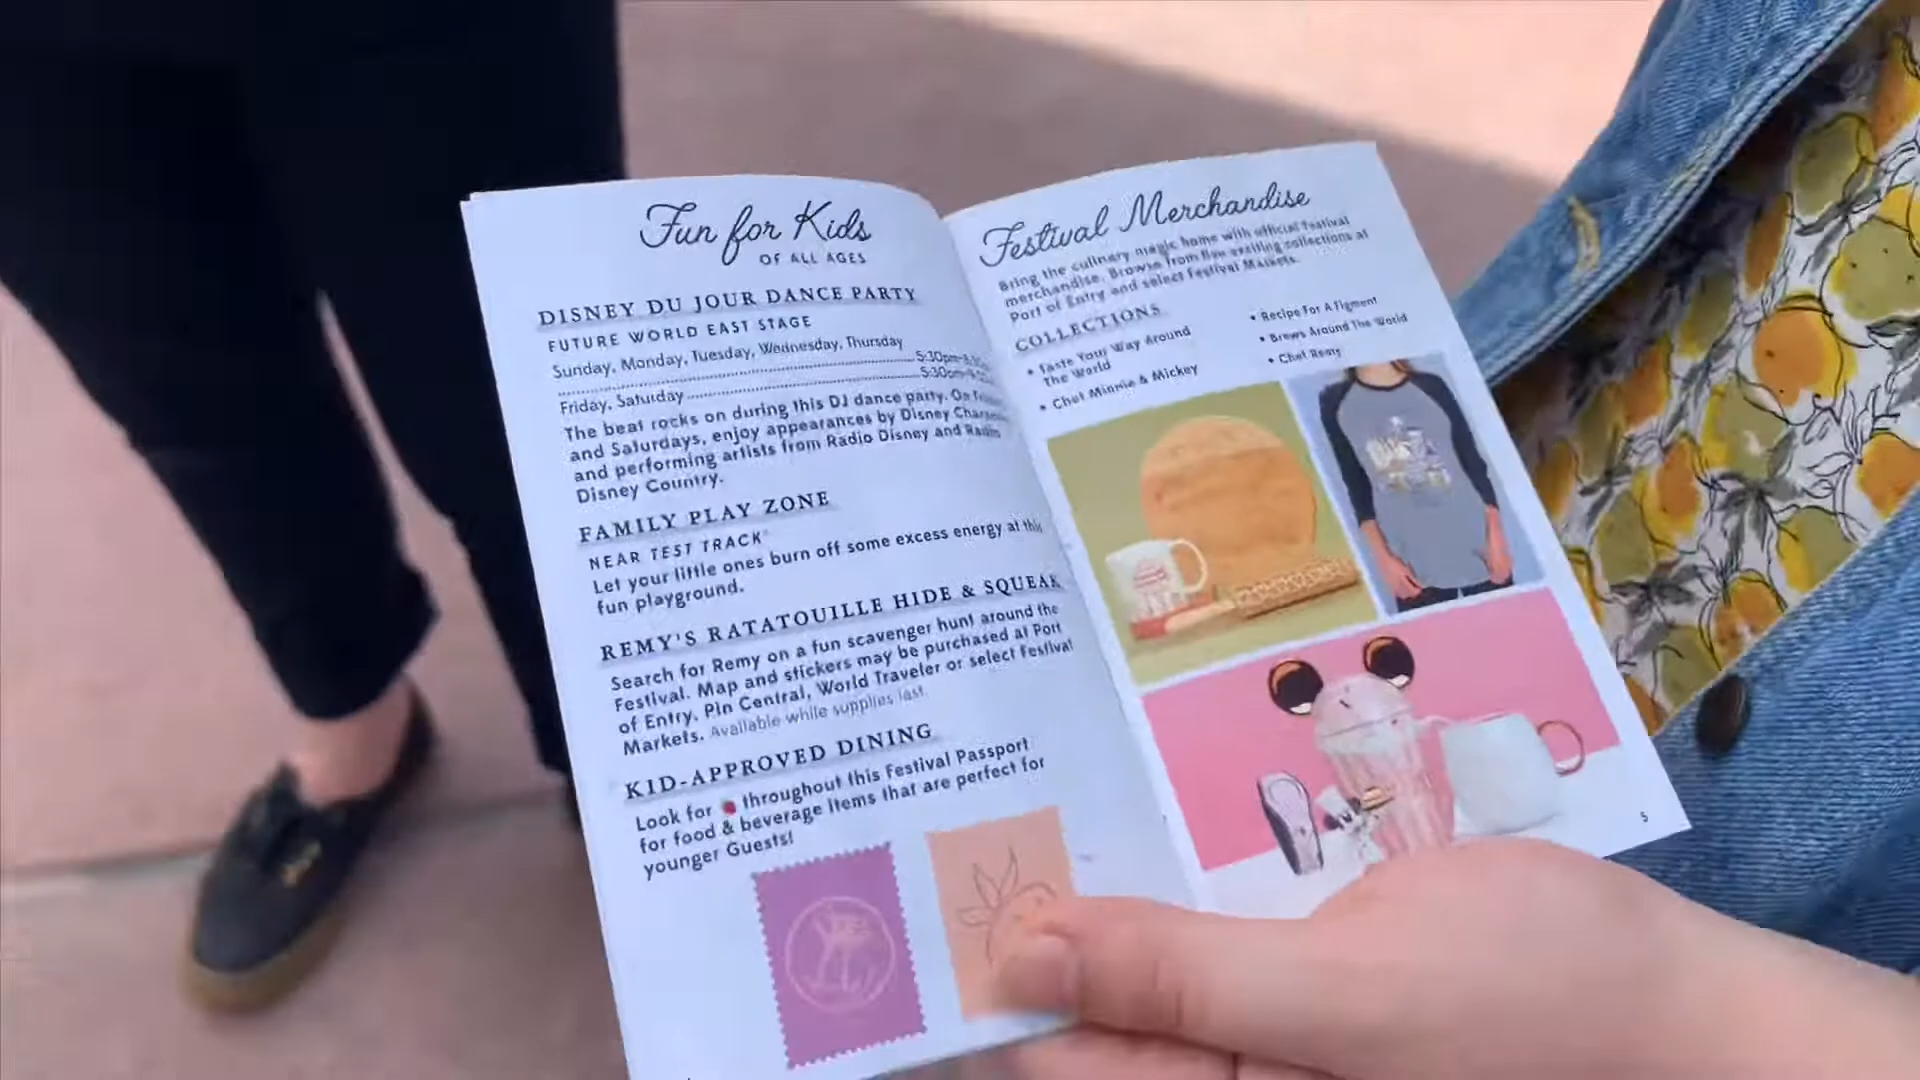 Fun for Kids
OF ALL AGES
DISNEY DU JOUR DANCE PARTY
FUTURE WORLD EAST STAGE
Sunday, Monday, Tuesday, Wednesday, Thursday
5:30pm-8
Friday, Saturday 5:30pm-8
The beat rocks on during this DJ dance party. On
and Saturdays, enjoy appearances by Disney
and performing artists from Radio Disney and Radio
Disney Country.
FAMILY PLAY ZONE
NEAR TEST TRACK®
Let your little ones burn off some excess energy at this
fun playground.
REMY'S RATATOUILLE HIDE & SQUEAK
Search for Remy on a fun scavenger hunt around the
Festival. Map and stickers may be purchased at Port
of Entry, Pin Central, World Traveler or select Festival
Markets. Available while supplies last.
KID-APPROVED DINING
Look for throughout this Festival Passport
for food & beverage items that are perfect for
younger Guests!
Festival Merchandise
Bring the culinary magic home with official festival
merchandise. Browse from five exciting collections at
Port of Entry and select Festival Markets.
COLLECTIONS
• Taste Your Way Around
The World
• Chef Minnie & Mickey
• Recipe For A Figment
• Brews Around The World
• Chef Remy
5